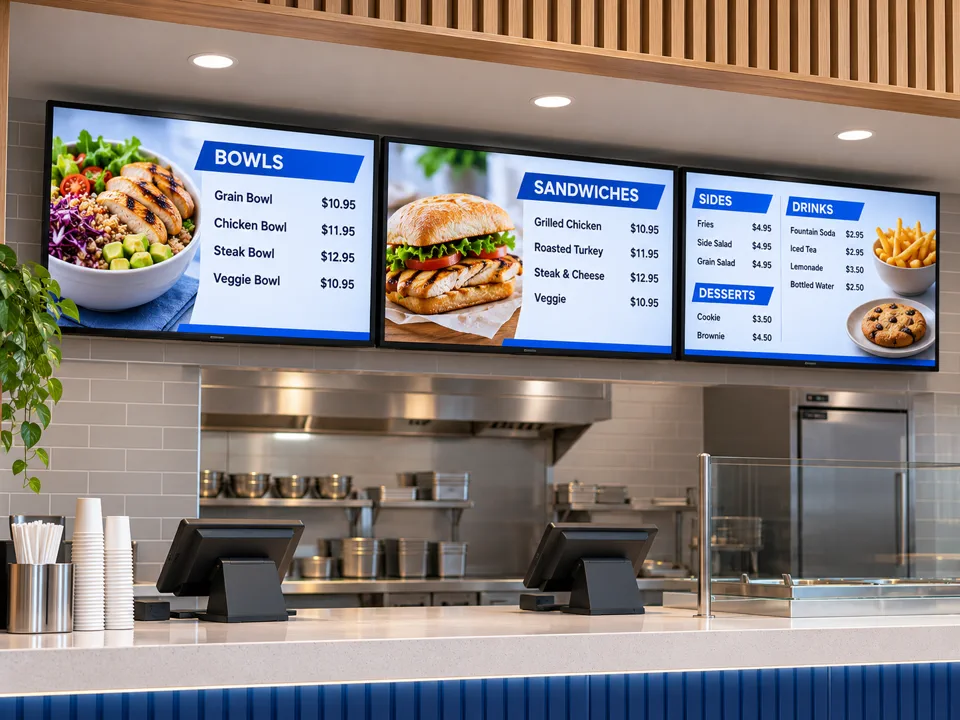 BOWLS
Grain Bowl $10.95
Chicken Bowl $11.95
Steak Bowl $12.95
Veggie Bowl $10.95
SANDWICHES
Grilled Chicken $10.95
Roasted Turkey $11.95
Steak & Cheese $12.95
Veggie $10.95
SIDES
Fries $4.95
Side Salad $4.95
Grain Salad $4.95
DESSERTS
Cookie $3.50
Brownie $4.50
DRINKS
Fountain Soda $2.95
Iced Tea $2.95
Lemonade $3.50
Bottled Water $2.50